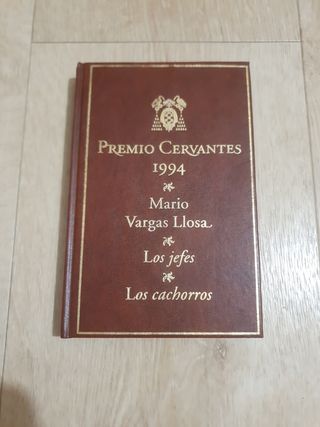 Premio Cervantes
1994
Mario
Vargas Llosa
Los jefes
Los cachorros